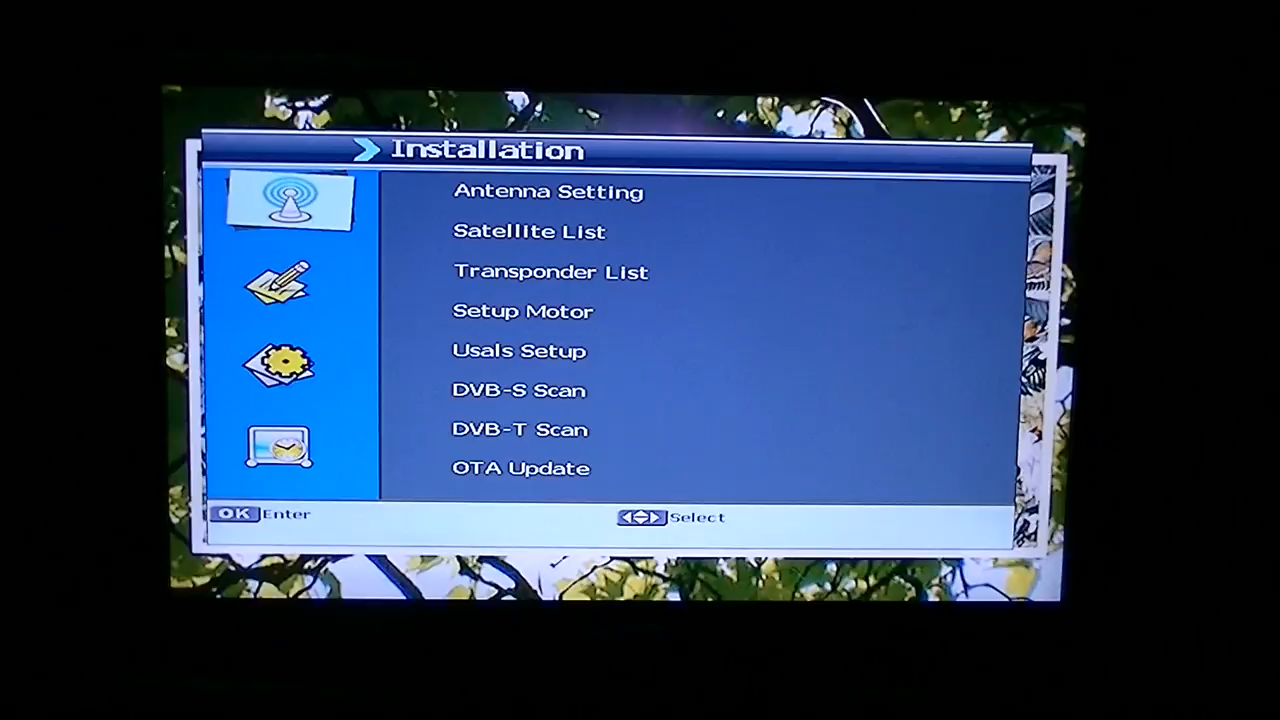 Installation
Antenna Setting
Satellite List
Transponder List
Setup Motor
Usals Setup
DVB-S Scan
DVB-T Scan
OTA Update
OK Enter Select